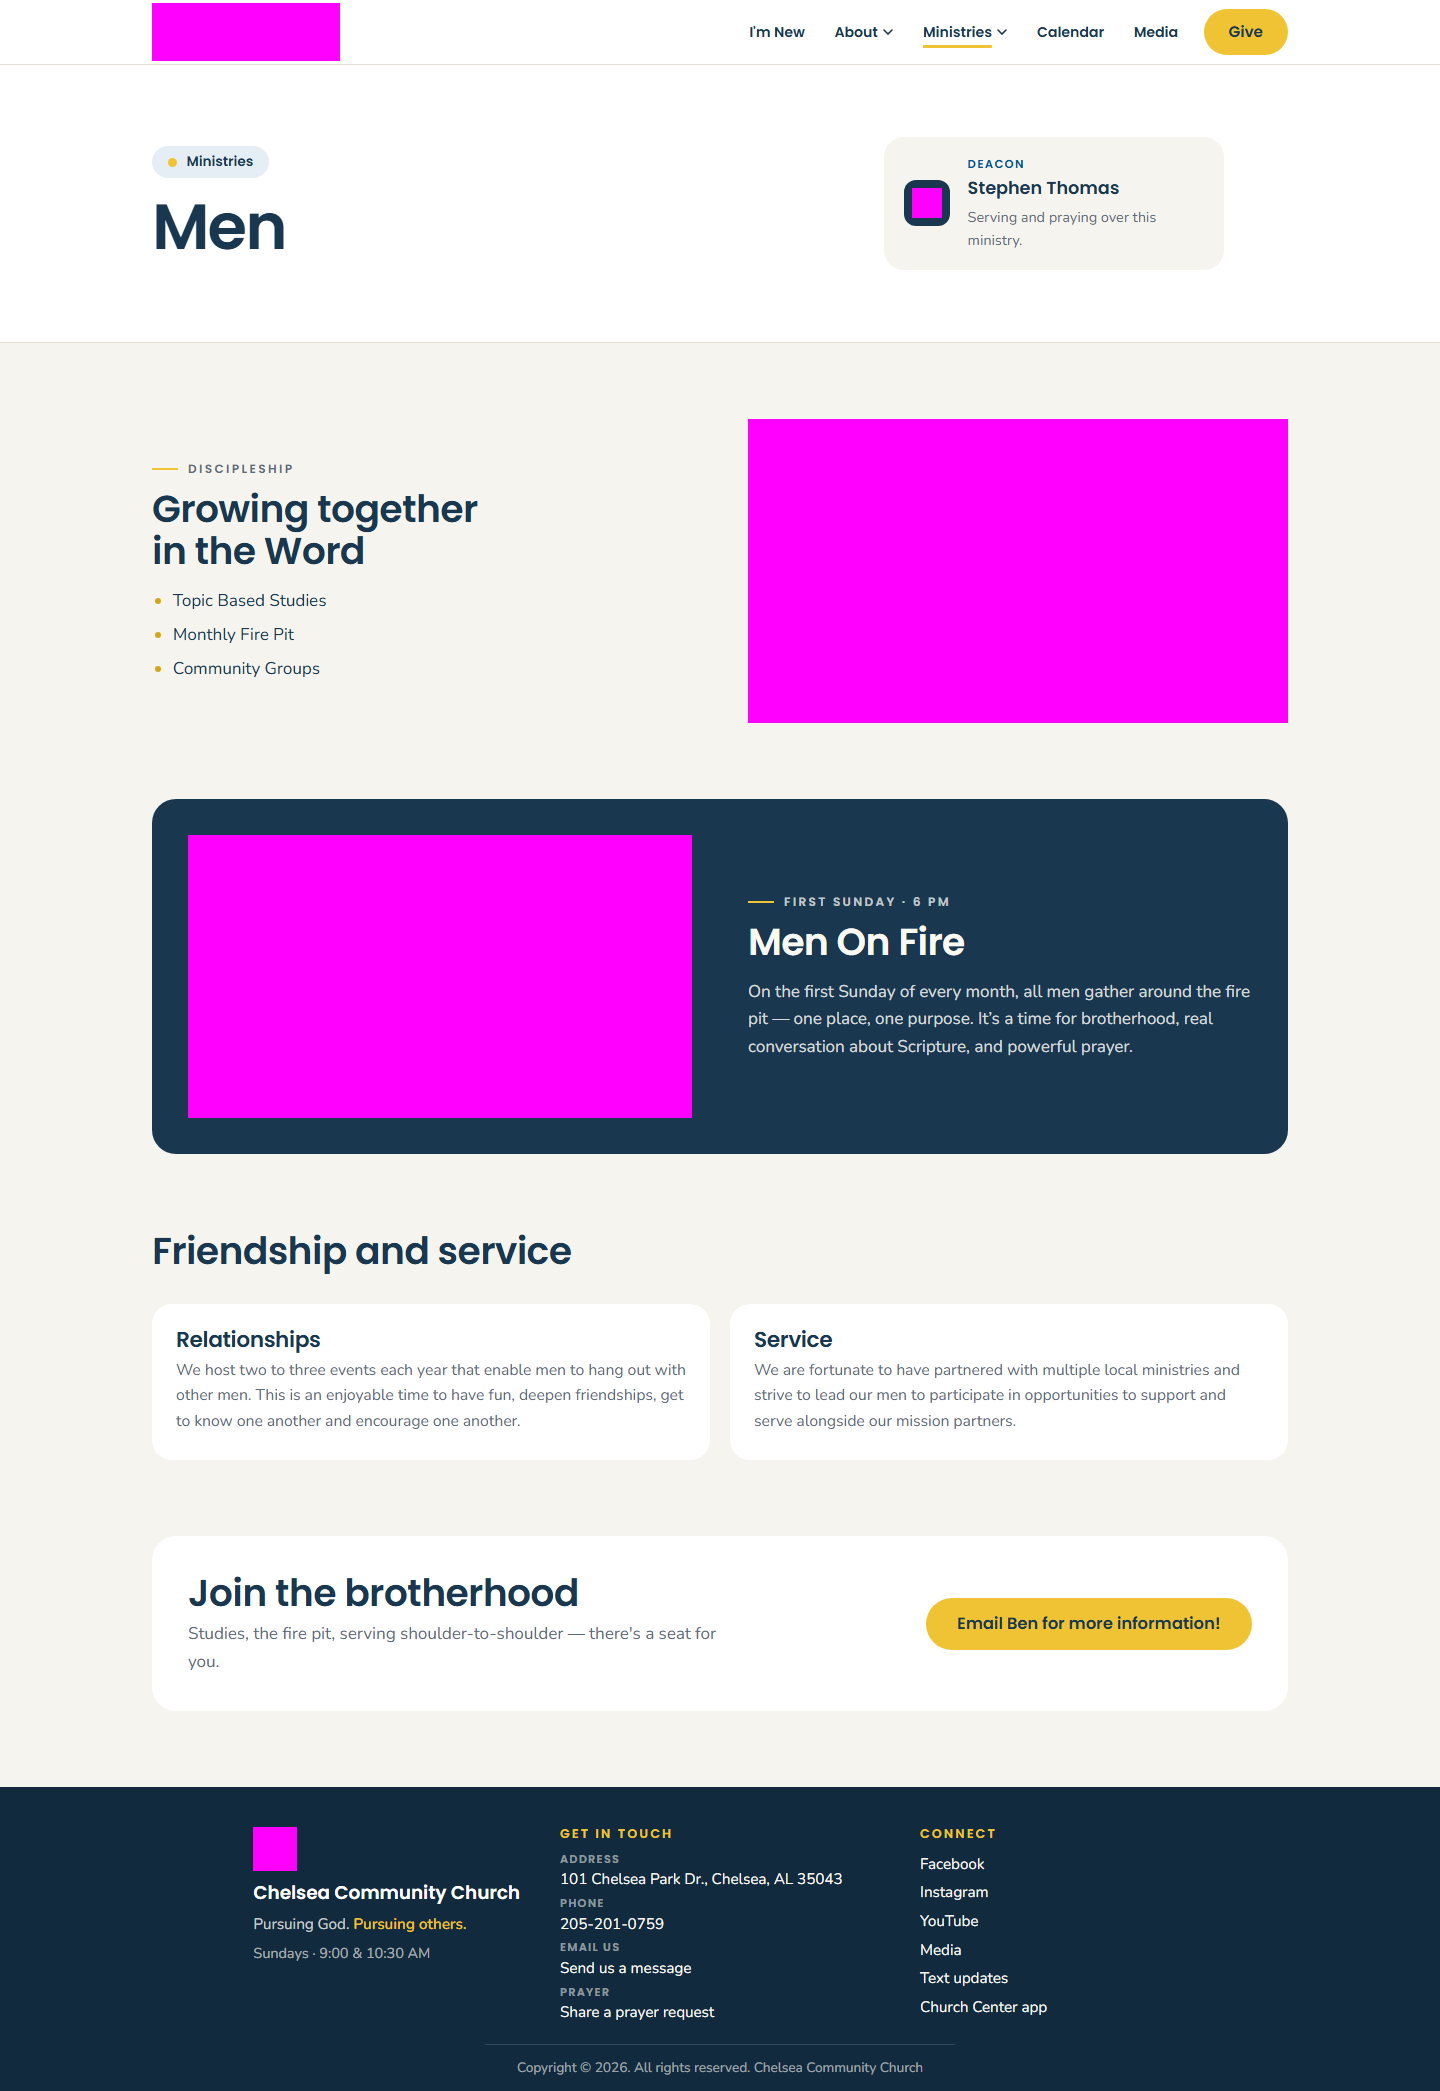 I'm New
About
Ministries
Calendar
Media
Give
Ministries
Men
DEACON
Stephen Thomas
Serving and praying over this
ministry.
DISCIPLESHIP
Growing together
in the Word
Topic Based Studies
Monthly Fire Pit
Community Groups
FIRST SUNDAY · 6 PM
Men On Fire
On the first Sunday of every month, all men gather around the fire
pit — one place, one purpose. It’s a time for brotherhood, real
conversation about Scripture, and powerful prayer.
Friendship and service
Relationships
We host two to three events each year that enable men to hang out with
other men. This is an enjoyable time to have fun, deepen friendships, get
to know one another and encourage one another.
Service
We are fortunate to have partnered with multiple local ministries and
strive to lead our men to participate in opportunities to support and
serve alongside our mission partners.
Join the brotherhood
Studies, the fire pit, serving shoulder-to-shoulder — there's a seat for
you.
Email Ben for more information!
Chelsea Community Church
Pursuing God. Pursuing others.
Sundays · 9:00 & 10:30 AM
GET IN TOUCH
ADDRESS
101 Chelsea Park Dr., Chelsea, AL 35043
PHONE
205-201-0759
EMAIL US
Send us a message
PRAYER
Share a prayer request
CONNECT
Facebook
Instagram
YouTube
Media
Text updates
Church Center app
Copyright © 2026. All rights reserved. Chelsea Community Church